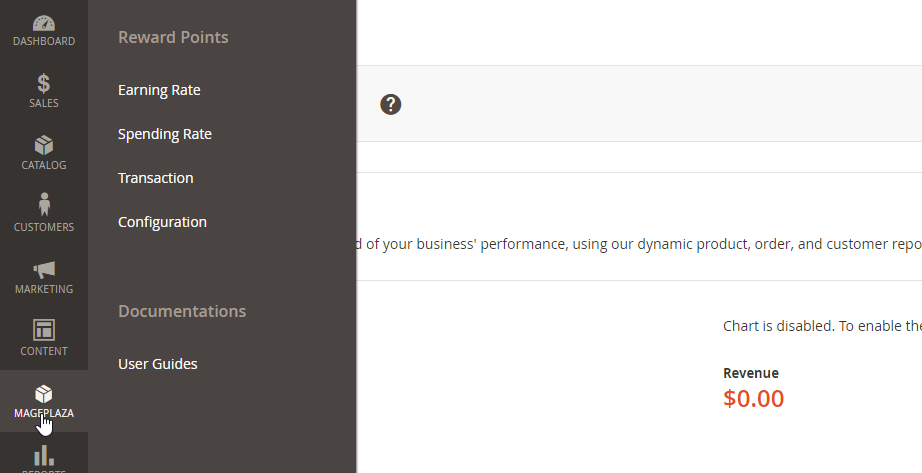 DASHBOARD
SALES
CATALOG
CUSTOMERS
MARKETING
CONTENT
MAGEPLAZA
REPORTS
Reward Points
Earning Rate
Spending Rate
Transaction
Configuration
Documentations
User Guides
?
d of your business' performance, using our dynamic product, order, and customer repo
Chart is disabled. To enable the
Revenue
$0.00